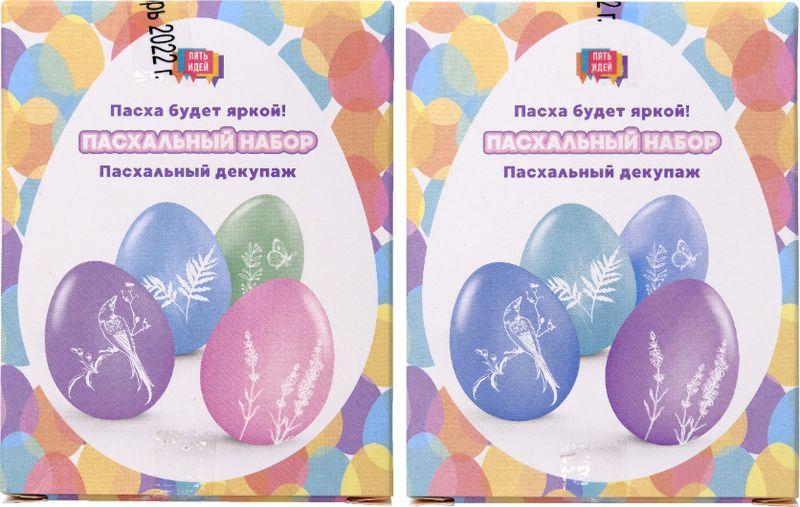 рь 2022 г.
ПЯТЬ
ИДЕЙ
Пасха будет яркой!
ПАСХАЛЬНЫЙ НАБОР
Пасхальный декупаж
2 г.
ПЯТЬ
ИДЕЙ
Пасха будет яркой!
ПАСХАЛЬНЫЙ НАБОР
Пасхальный декупаж